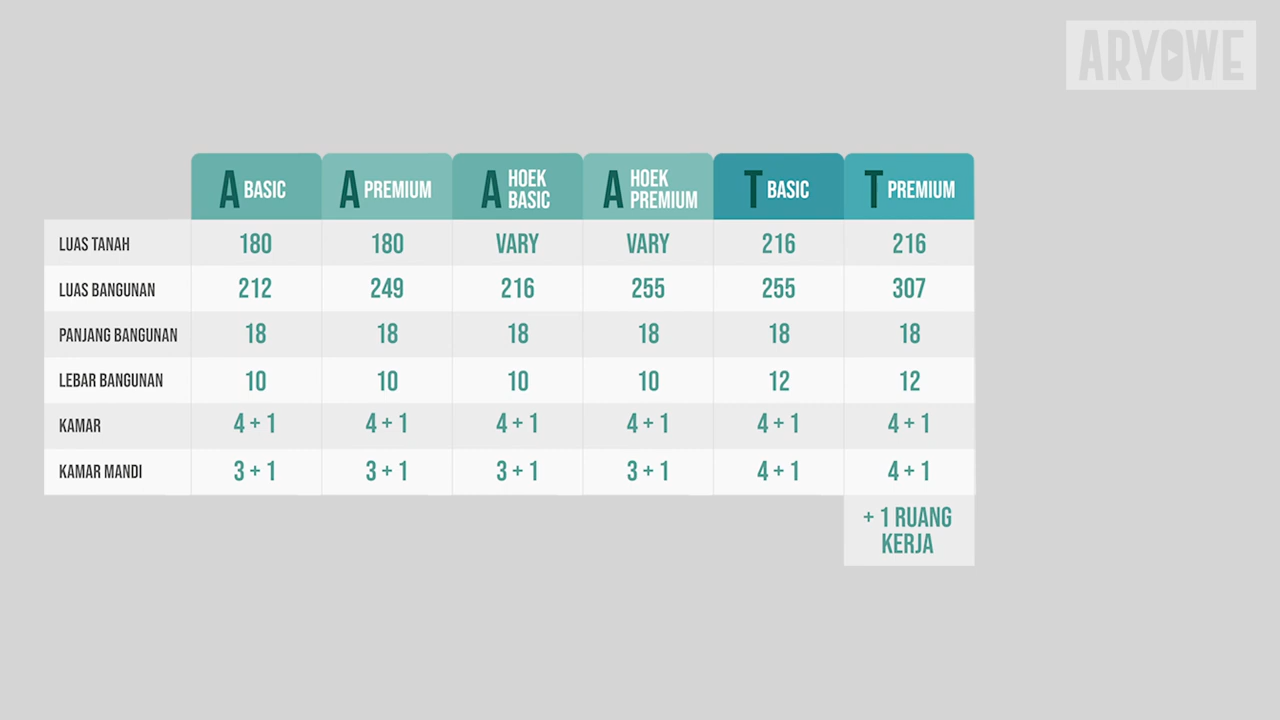 ARYOWE
A BASIC A PREMIUM A HOEK BASIC A HOEK PREMIUM T BASIC T PREMIUM
LUAS TANAH 180 180 VARY VARY 216 216
LUAS BANGUNAN 212 249 216 255 255 307
PANJANG BANGUNAN 18 18 18 18 18 18
LEBAR BANGUNAN 10 10 10 10 12 12
KAMAR 4 + 1 4 + 1 4 + 1 4 + 1 4 + 1 4 + 1
KAMAR MANDI 3 + 1 3 + 1 3 + 1 3 + 1 4 + 1 4 + 1
+ 1 RUANG
KERJA